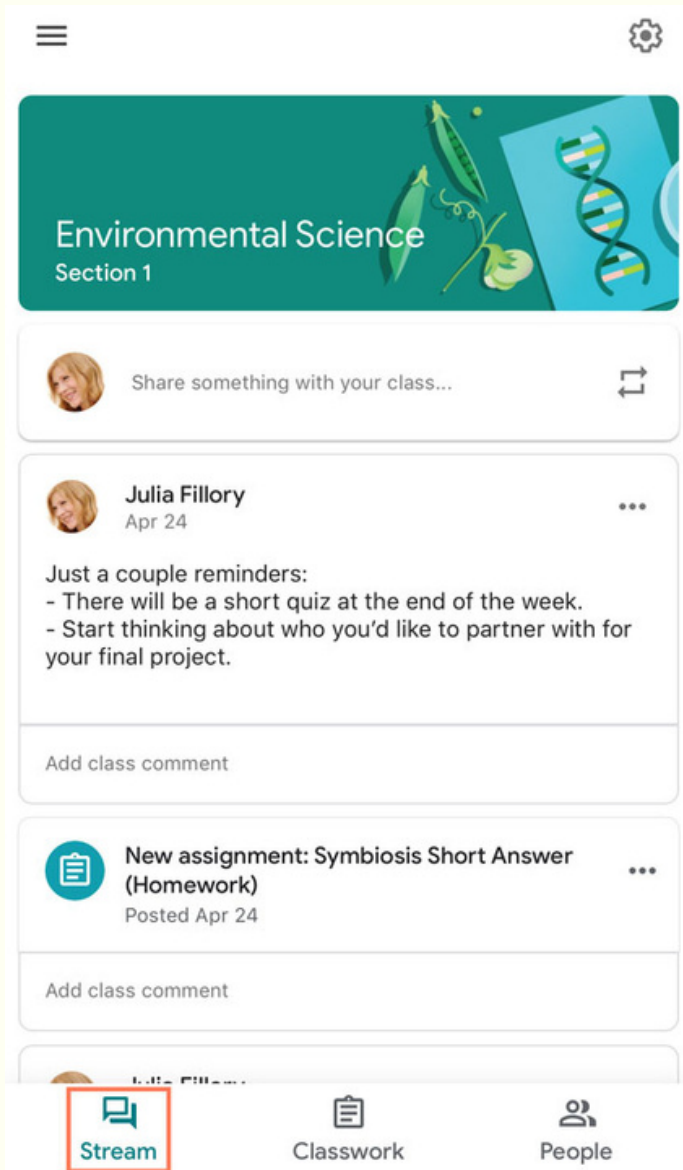 Environmental Science
Section 1
Share something with your class...
Julia Fillory
Apr 24
Just a couple reminders:
- There will be a short quiz at the end of the week.
- Start thinking about who you'd like to partner with for
your final project.
Add class comment
New assignment: Symbiosis Short Answer
(Homework)
Posted Apr 24
Add class comment
Julia Fillory
Stream
Classwork
People